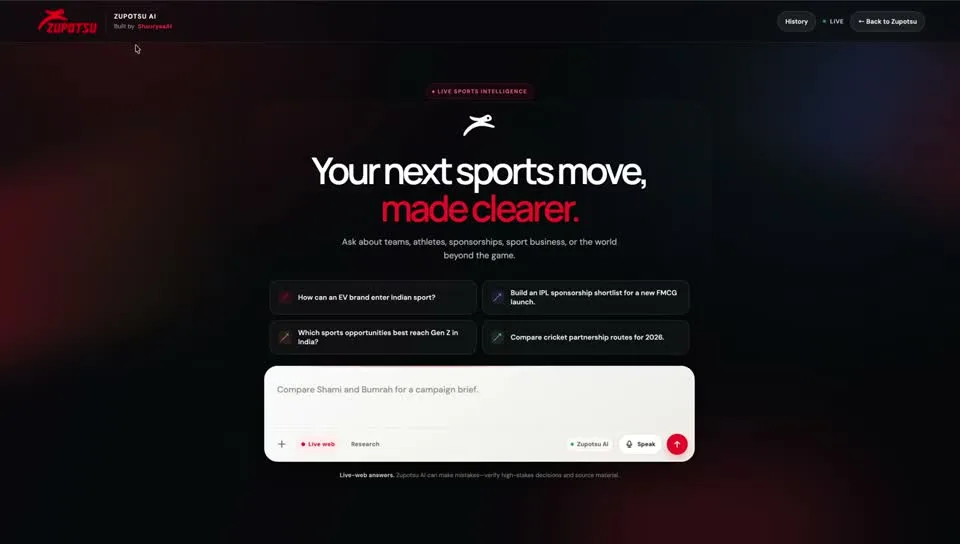 ZUPOTSU
ZUPOTSU AI
Built by ShauryaaAI
History
LIVE
← Back to Zupotsu
LIVE SPORTS INTELLIGENCE
Your next sports move,
made clearer.
Ask about teams, athletes, sponsorships, sport business, or the world
beyond the game.
How can an EV brand enter Indian sport?
Build an IPL sponsorship shortlist for a new FMCG
launch.
Which sports opportunities best reach Gen Z in
India?
Compare cricket partnership routes for 2026.
Compare Shami and Bumrah for a campaign brief.
Live web
Research
Zupotsu AI
Speak
Live-web answers. Zupotsu AI can make mistakes—verify high-stakes decisions and source material.